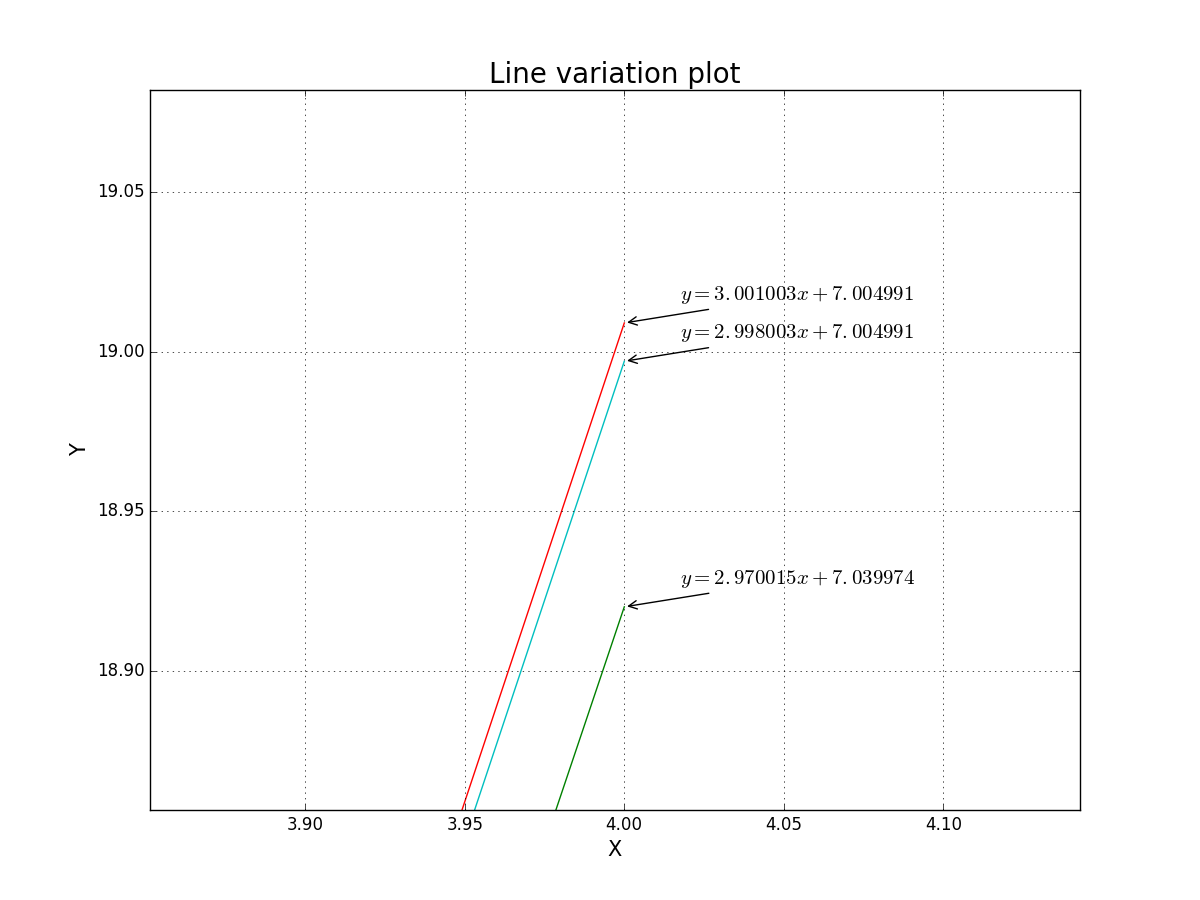 Line variation plot
19.05
19.00
18.95
18.90
y = 3.001003x + 7.004991
y = 2.998003x + 7.004991
y = 2.970015x + 7.039974
Y
3.90 3.95 4.00 4.05 4.10
X